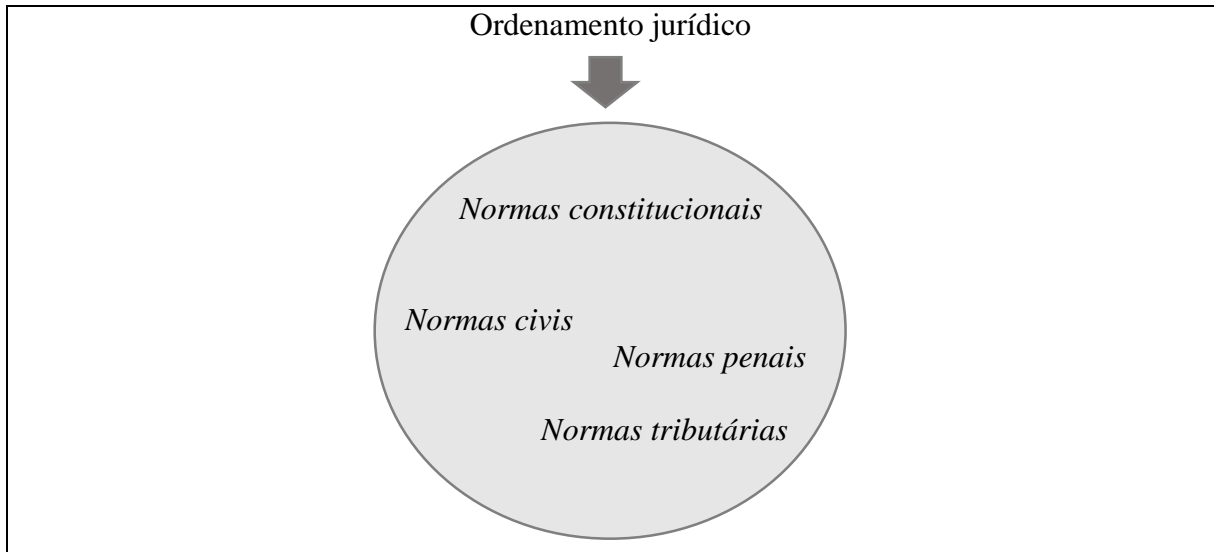 Ordenamento jurídico
Normas constitucionais
Normas civis
Normas penais
Normas tributárias